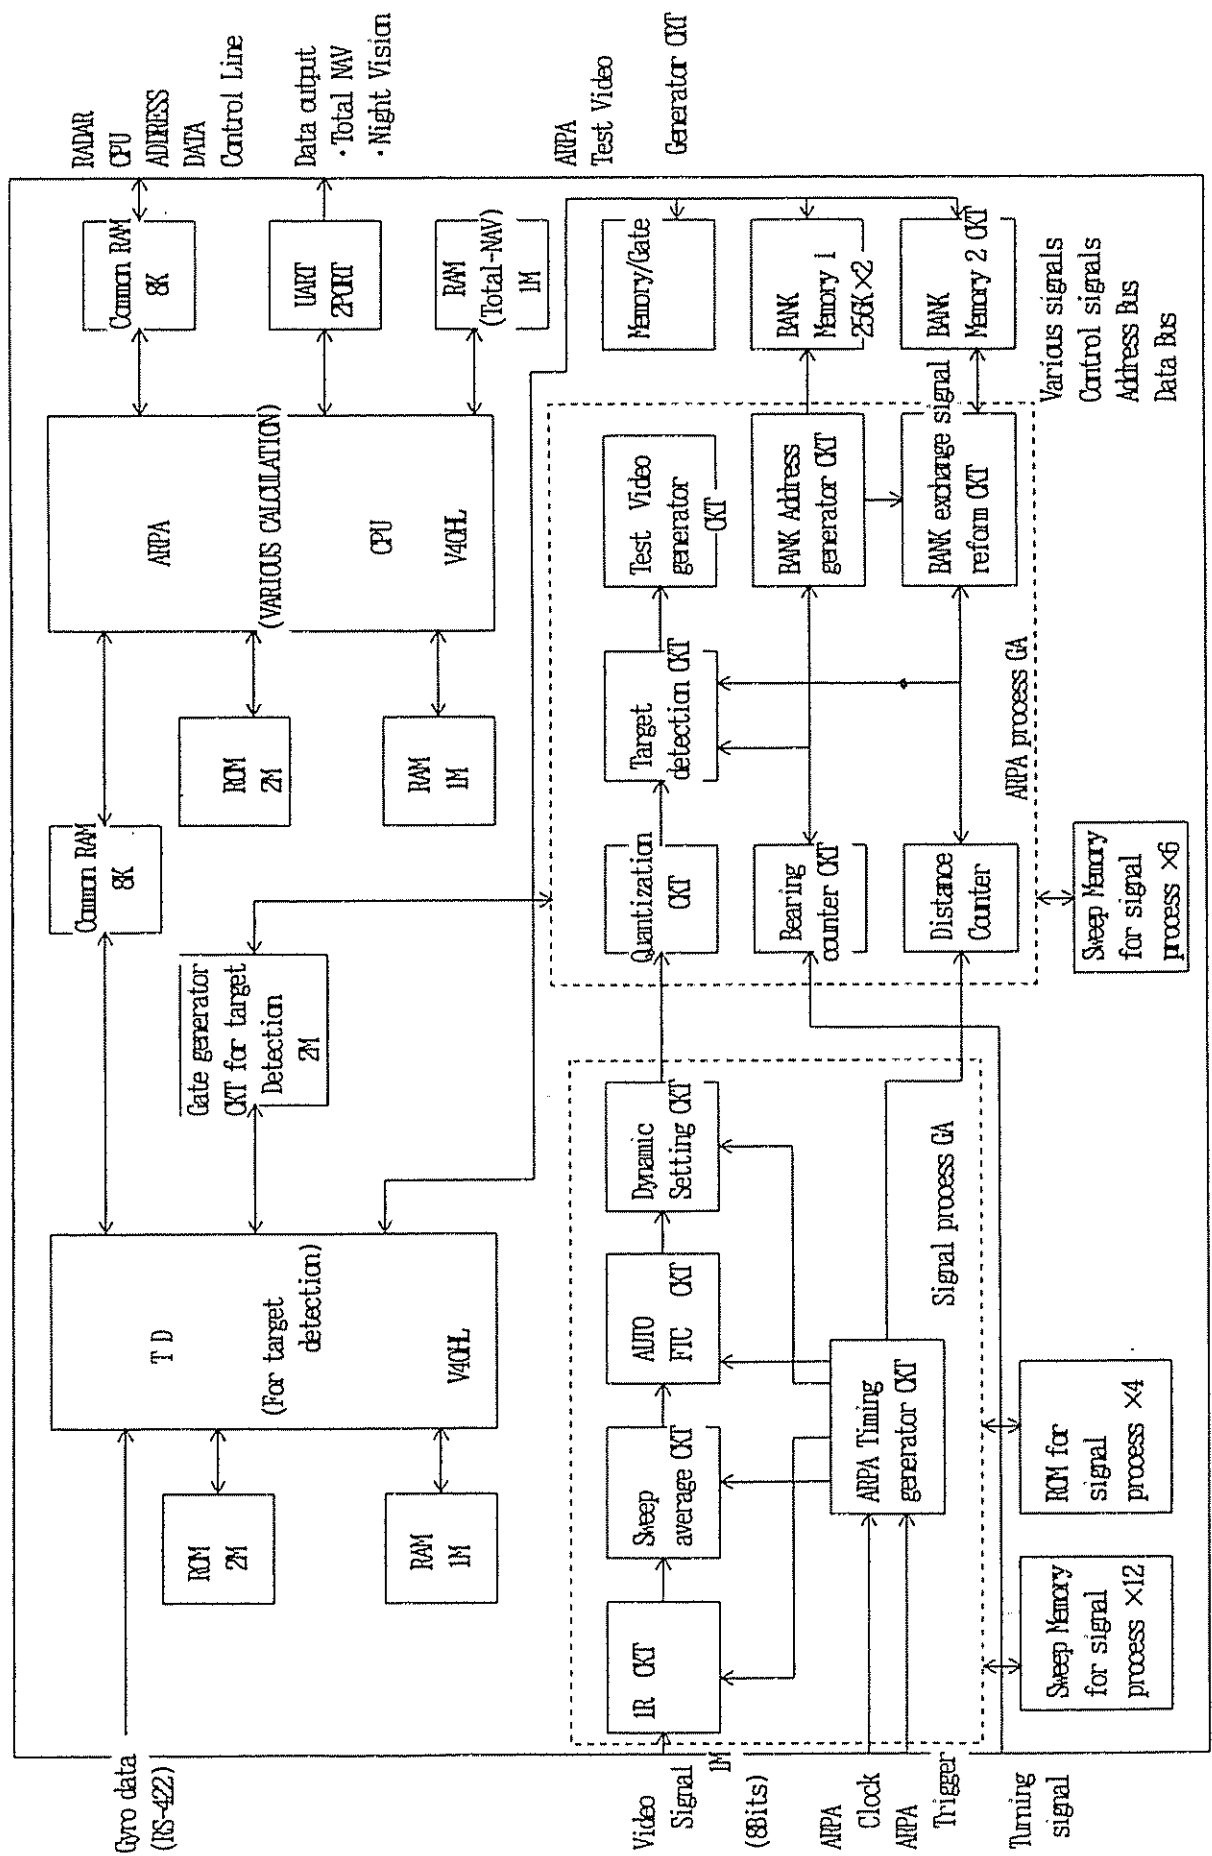 Gyro data
(RS-422)
T D
(For target
detection)
V40HL
ROM
2M
RAM
1M
Common RAM
8K
Gate generator
CKT for target
Detection
2M
ARPA
(VARIOUS CALCULATION)
CPU
V40HL
ROM
2M
RAM
1M
Common RAM
8K
UART
2PORT
RAM
(Total-NAV)
1M
RADAR
CPU
ADDRESS
DATA
Control Line
Data output
・Total NAV
・Night Vision
ARPA
Test Video
Generator CKT
Video
Signal
1M
(8Bits)
ARPA
Clock
ARPA
Trigger
Turning
signal
1R CKT
Sweep
average CKT
AUTO
FTC CKT
Dynamic
Setting CKT
ARPA Timing
generator CKT
Signal process GA
Sweep Memory
for signal
process ×12
ROM for
signal
process ×4
Quantization
CKT
Target
detection CKT
Test Video
generator
CKT
Memory/Gate
Bearing
counter CKT
BANK Address
generator CKT
BANK
Memory 1
256K×2
Distance
Counter
BANK exchange signal
reform CKT
BANK
Memory 2 CKT
ARPA process GA
Sweep Memory
for signal
process ×6
Various signals
Control signals
Address Bus
Data Bus